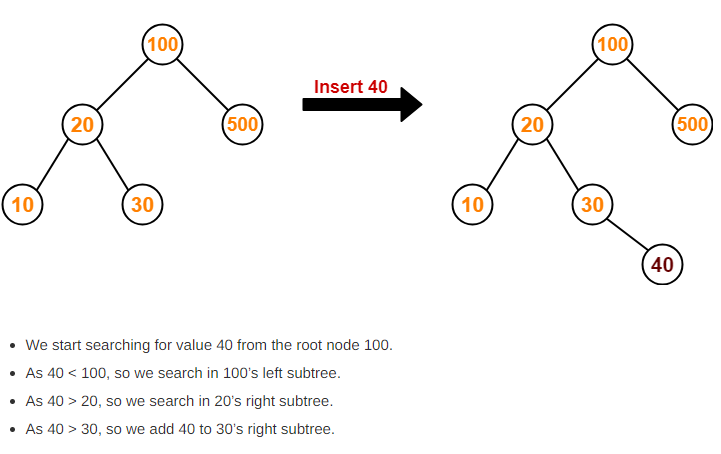 100
100
Insert 40
20
500
20
500
10
30
10
30
40
We start searching for value 40 from the root node 100.
As 40 < 100, so we search in 100’s left subtree.
As 40 > 20, so we search in 20’s right subtree.
As 40 > 30, so we add 40 to 30’s right subtree.